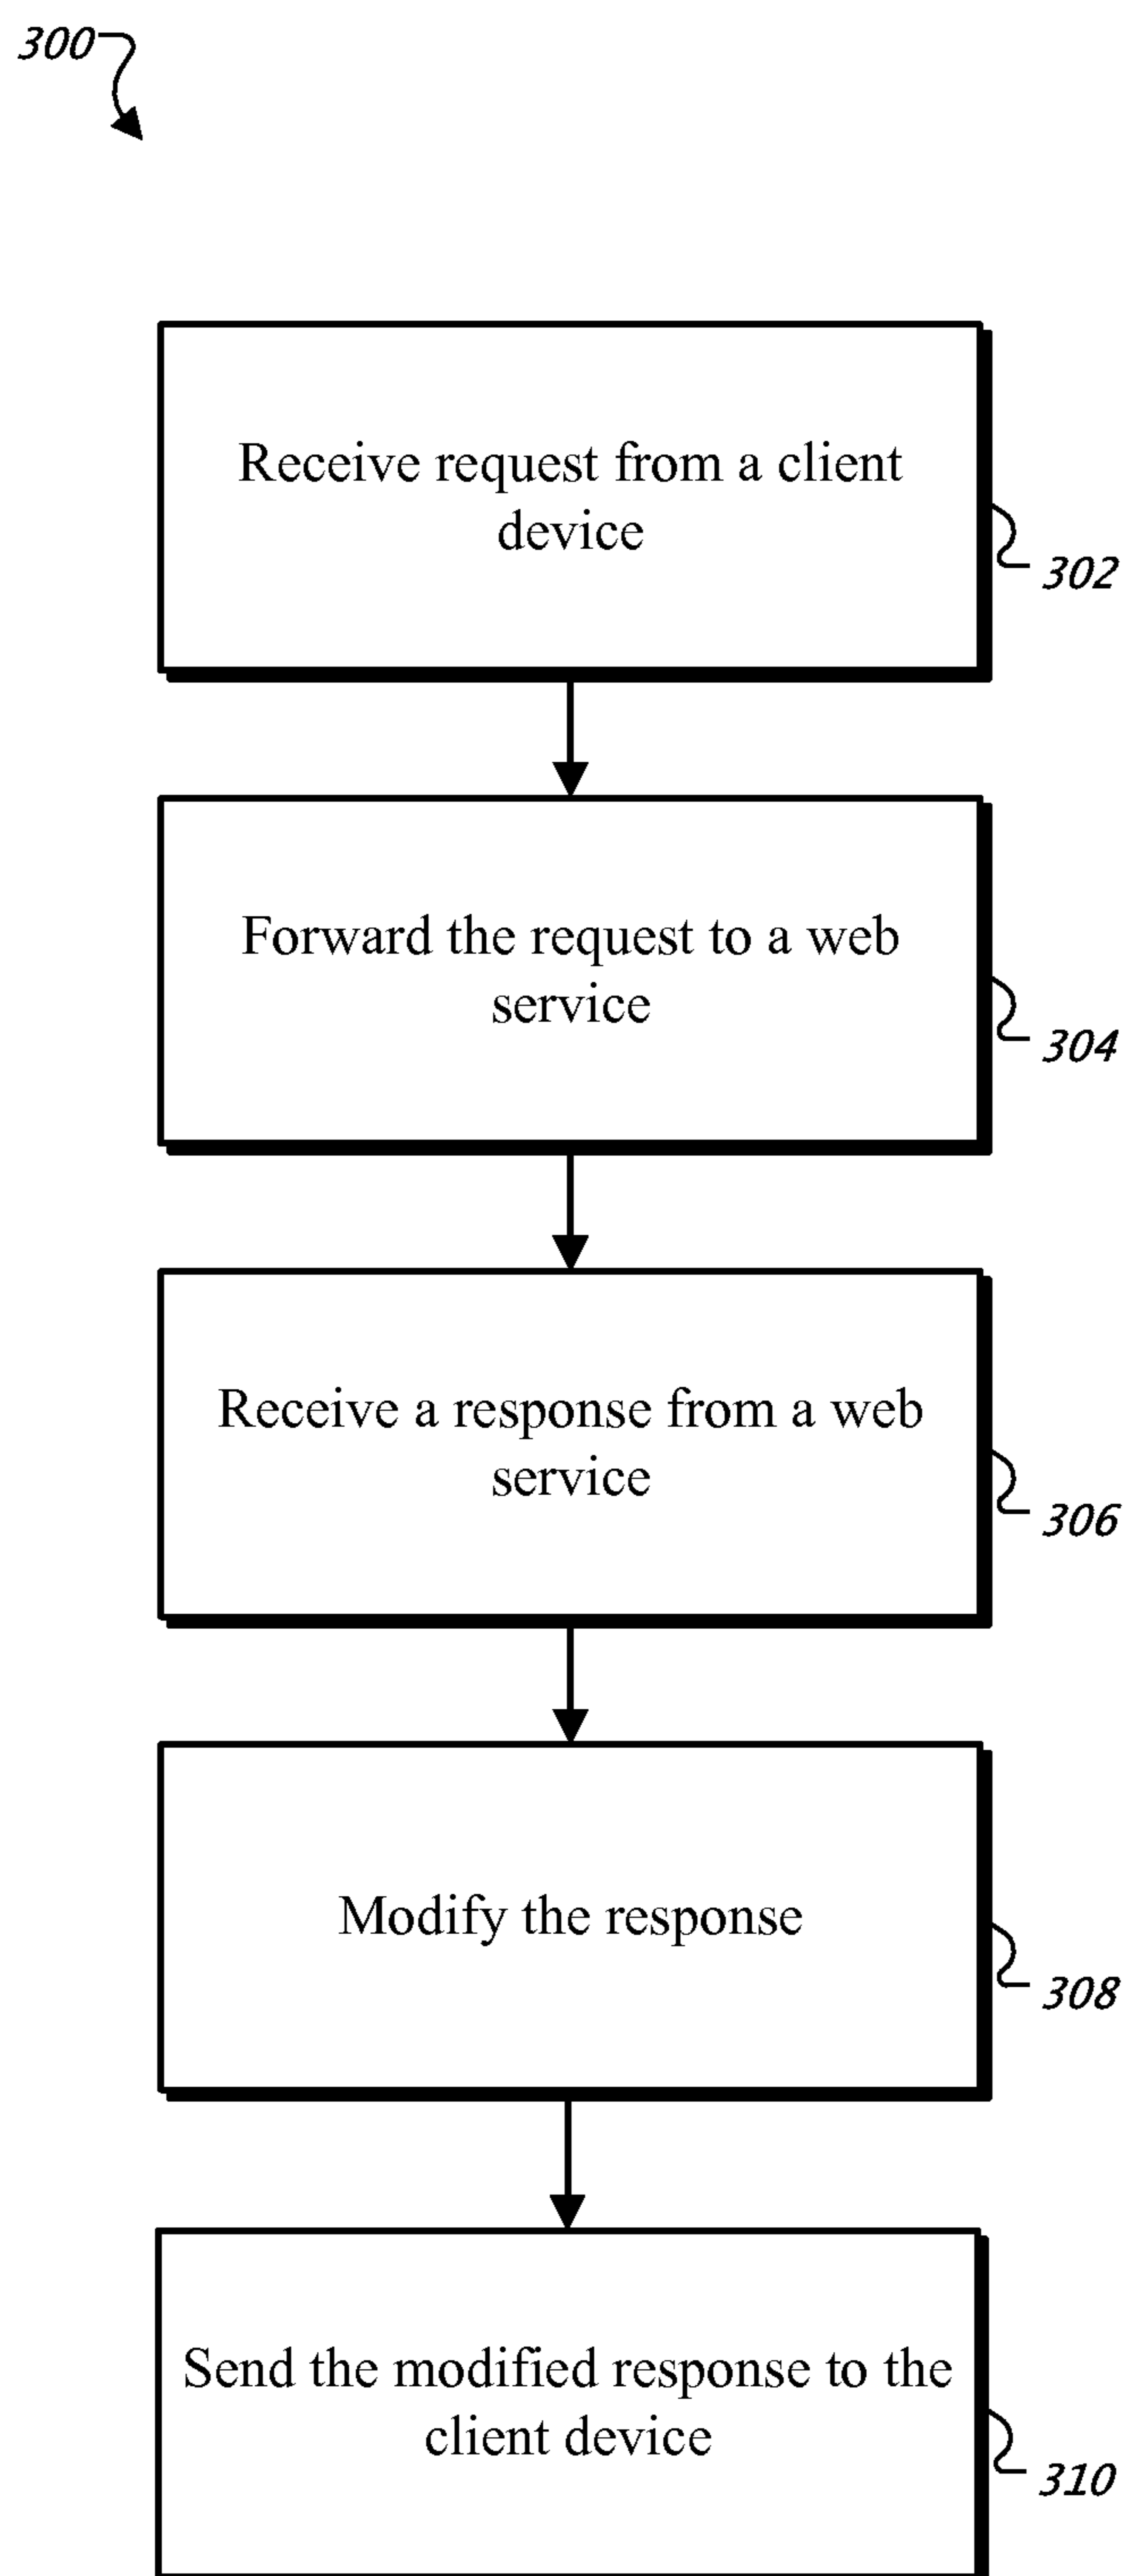 300
Receive request from a client
device
302
Forward the request to a web
service
304
Receive a response from a web
service
306
Modify the response
308
Send the modified response to the
client device
310